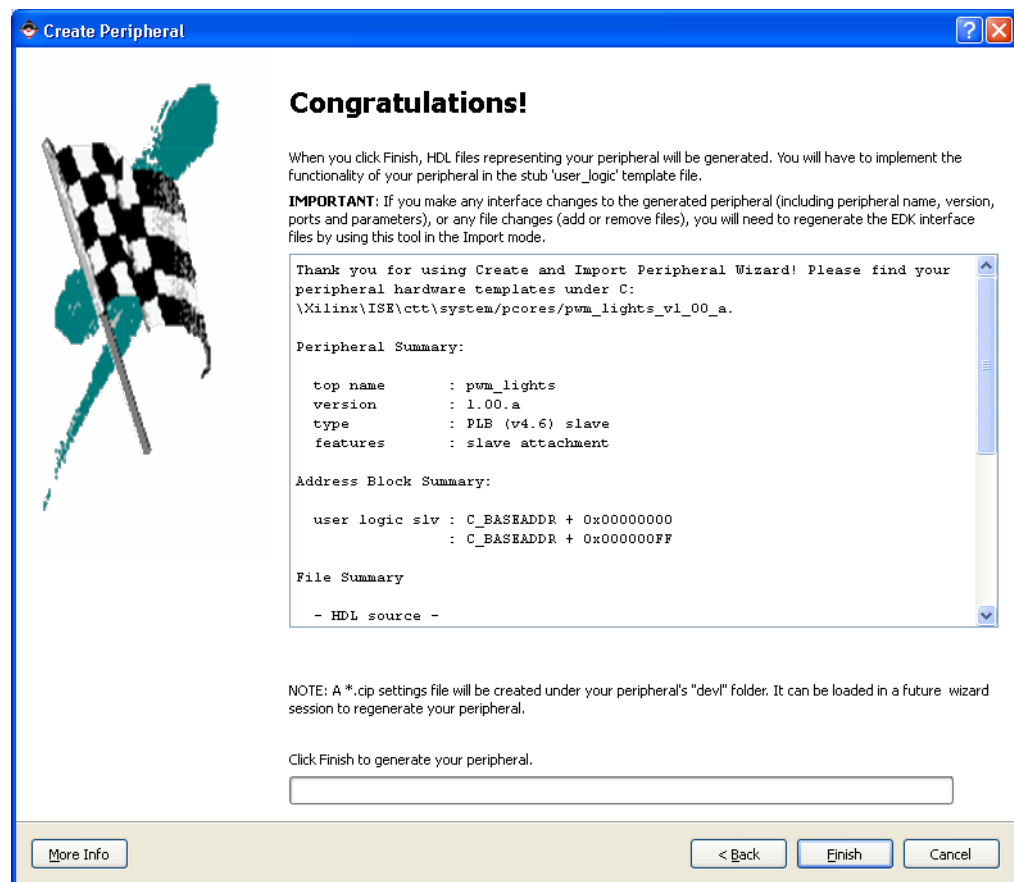 Create Peripheral
Congratulations!
When you click Finish, HDL files representing your peripheral will be generated. You will have to implement the
functionality of your peripheral in the stub 'user_logic' template file.
IMPORTANT: If you make any interface changes to the generated peripheral (including peripheral name, version,
ports and parameters), or any file changes (add or remove files), you will need to regenerate the EDK interface
files by using this tool in the Import mode.
Thank you for using Create and Import Peripheral Wizard! Please find your
peripheral hardware templates under C:
\Xilinx\ISE\ctt\system/pcores/pwm_lights_v1_00_a.
Peripheral Summary:
top name : pwm_lights
version : 1.00.a
type : PLB (v4.6) slave
features : slave attachment
Address Block Summary:
user logic slv : C_BASEADDR + 0x00000000
: C_BASEADDR + 0x000000FF
File Summary
- HDL source -
NOTE: A *.cip settings file will be created under your peripheral's "devl" folder. It can be loaded in a future wizard
session to regenerate your peripheral.
Click Finish to generate your peripheral.
More Info
< Back
Finish
Cancel